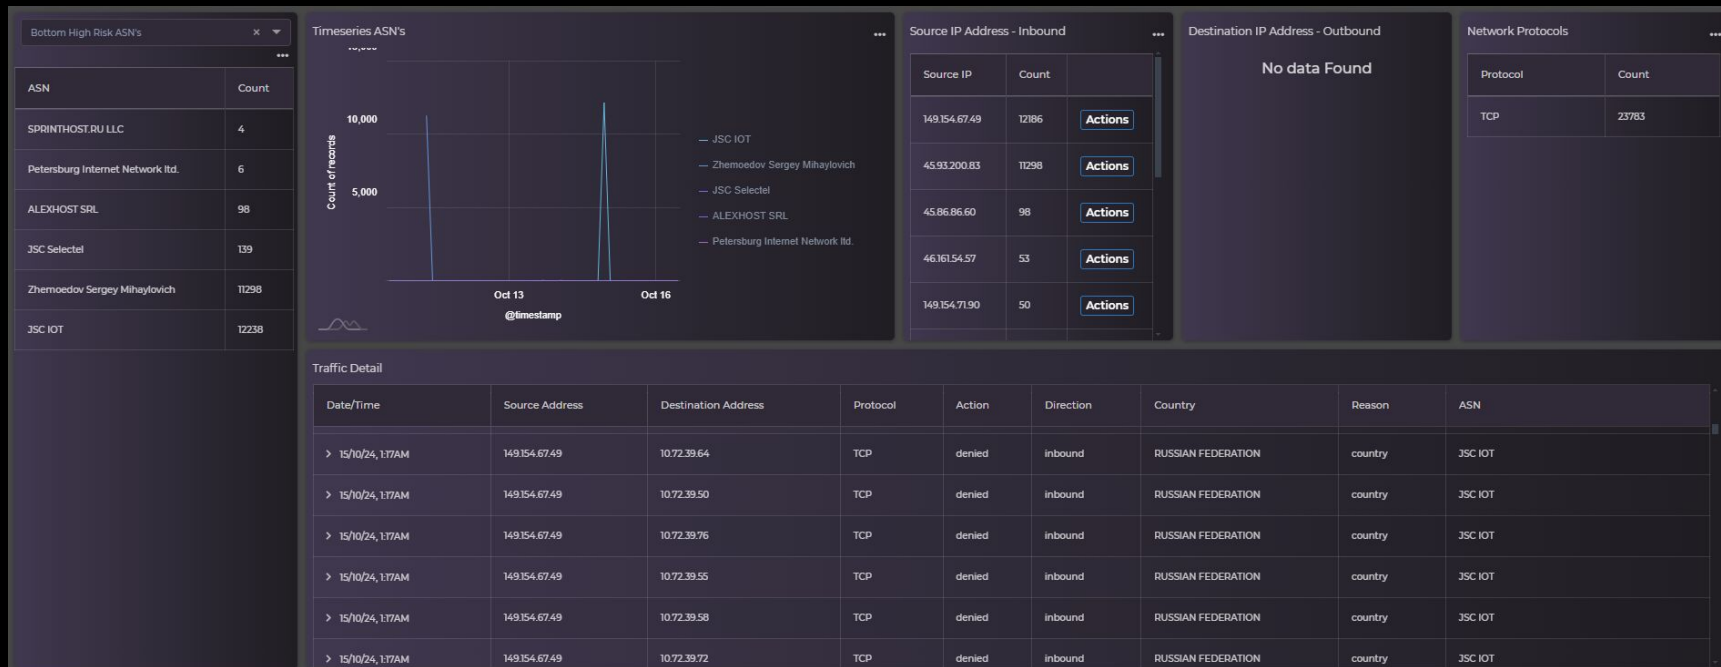 Bottom High Risk ASN's
ASN Count
SPRINTHOST.RU LLC 4
Petersburg Internet Network ltd. 6
ALEXHOST SRL 98
JSC Selectel 139
Zhemoedov Sergey Mihaylovich 11298
JSC IOT 12238
Timeseries ASN's
10,000
5,000
Count of records
Oct 13 Oct 16
@timestamp
JSC IOT
Zhemoedov Sergey Mihaylovich
JSC Selectel
ALEXHOST SRL
Petersburg Internet Network ltd.
Source IP Address - Inbound
Source IP Count
149.154.67.49 12186 Actions
45.93.200.83 11298 Actions
45.86.86.60 98 Actions
46.161.54.57 53 Actions
149.154.71.90 50 Actions
Destination IP Address - Outbound
No data Found
Network Protocols
Protocol Count
TCP 23783
Traffic Detail
Date/Time Source Address Destination Address Protocol Action Direction Country Reason ASN
15/10/24, 1:17AM 149.154.67.49 10.72.39.64 TCP denied inbound RUSSIAN FEDERATION country JSC IOT
15/10/24, 1:17AM 149.154.67.49 10.72.39.50 TCP denied inbound RUSSIAN FEDERATION country JSC IOT
15/10/24, 1:17AM 149.154.67.49 10.72.39.76 TCP denied inbound RUSSIAN FEDERATION country JSC IOT
15/10/24, 1:17AM 149.154.67.49 10.72.39.55 TCP denied inbound RUSSIAN FEDERATION country JSC IOT
15/10/24, 1:17AM 149.154.67.49 10.72.39.58 TCP denied inbound RUSSIAN FEDERATION country JSC IOT
15/10/24, 1:17AM 149.154.67.49 10.72.39.72 TCP denied inbound RUSSIAN FEDERATION country JSC IOT